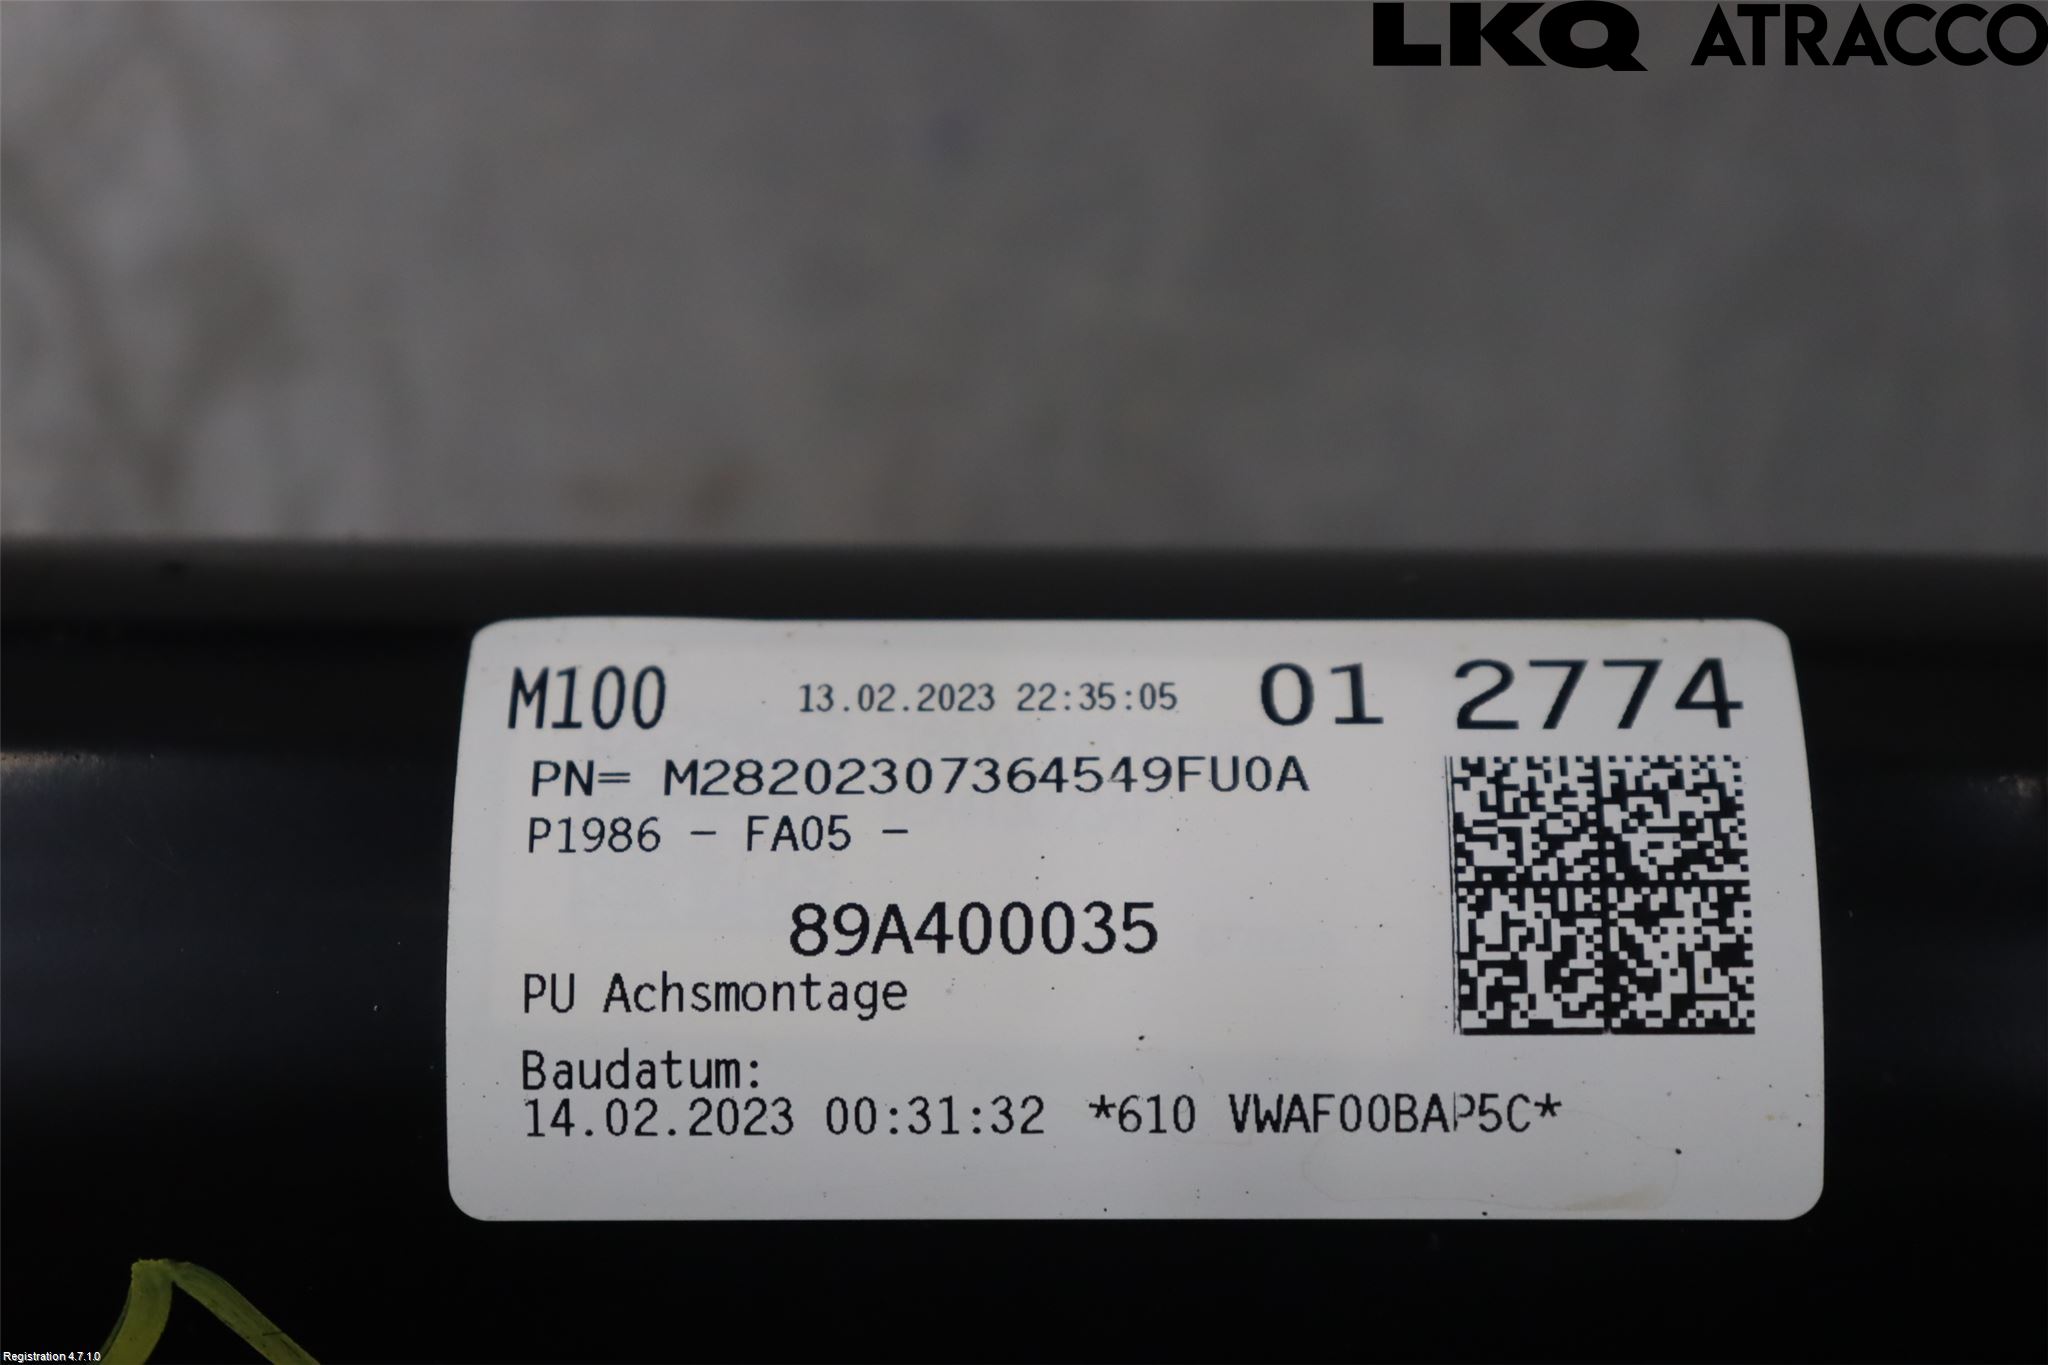 LKQ ATRACCO
M100 13.02.2023 22:35:05 01 2774
PN= M28202307364549FU0A
P1986 - FA05 -
89A400035
PU Achsmontage
Baudatum:
14.02.2023 00:31:32 *610 VWAF00BAP5C*
Registration 4.7.1.0